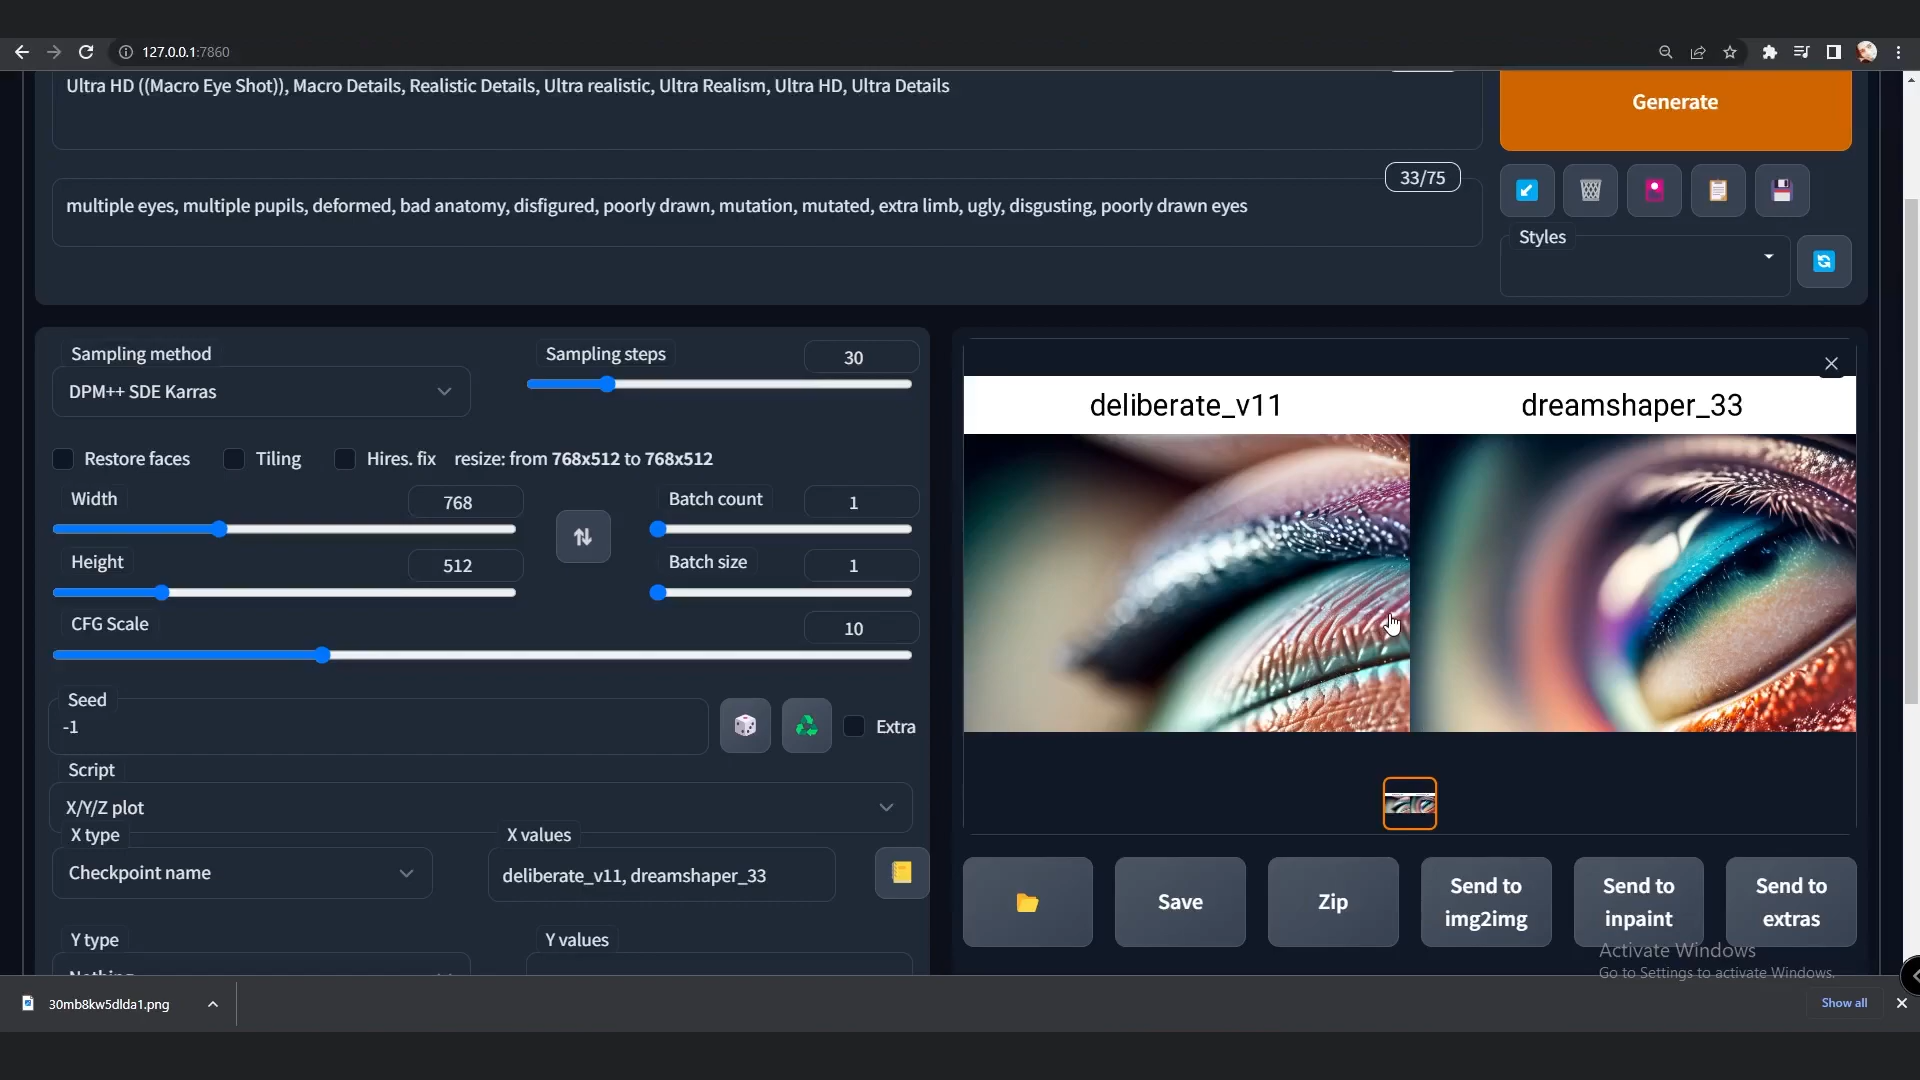 127.0.0.1:7860
Ultra HD ((Macro Eye Shot)), Macro Details, Realistic Details, Ultra realistic, Ultra Realism, Ultra HD, Ultra Details
Generate
33/75
multiple eyes, multiple pupils, deformed, bad anatomy, disfigured, poorly drawn, mutation, mutated, extra limb, ugly, disgusting, poorly drawn eyes
Styles
Sampling method
Sampling steps
30
DPM++ SDE Karras
Restore faces
Tiling
Hires. fix
resize: from 768x512 to 768x512
Width
768
Batch count
1
Height
512
Batch size
1
CFG Scale
10
Seed
-1
Extra
Script
X/Y/Z plot
X type
X values
Checkpoint name
deliberate_v11, dreamshaper_33
Y type
Y values
Nothing
deliberate_v11
dreamshaper_33
Save
Zip
Send to
img2img
Send to
inpaint
Send to
extras
Activate Windows
Go to Settings to activate Windows.
30mb8kw5dlda1.png
Show all